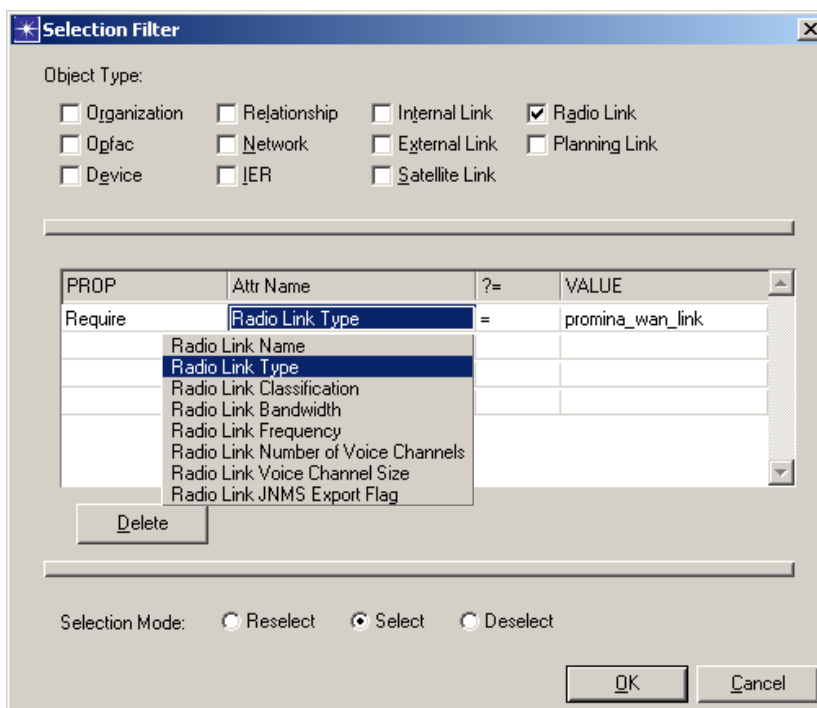 Selection Filter
Object Type:
Organization Relationship Internal Link Radio Link
Opfac Network External Link Planning Link
Device IER Satellite Link
PROP Attr Name ?= VALUE
Require Radio Link Type = promina_wan_link
Radio Link Name
Radio Link Type
Radio Link Classification
Radio Link Bandwidth
Radio Link Frequency
Radio Link Number of Voice Channels
Radio Link Voice Channel Size
Radio Link JNMS Export Flag
Delete
Selection Mode: Reselect Select Deselect
OK Cancel